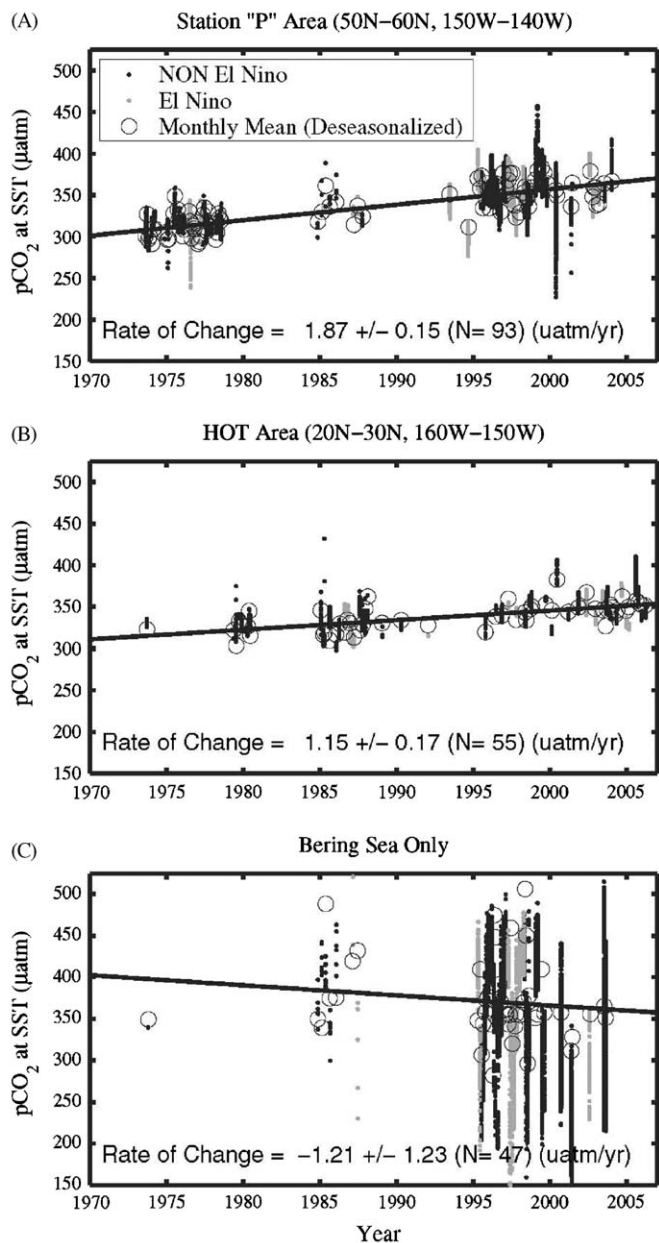 (A)
Station "P" Area (50N−60N, 150W−140W)
500
450
400
350
300
250
200
150
pCO2 at SST (µatm)
NON El Nino
El Nino
Monthly Mean (Deseasonalized)
Rate of Change = 1.87 +/− 0.15 (N= 93) (uatm/yr)
1970 1975 1980 1985 1990 1995 2000 2005
(B)
HOT Area (20N−30N, 160W−150W)
500
450
400
350
300
250
200
150
pCO2 at SST (µatm)
Rate of Change = 1.15 +/− 0.17 (N= 55) (uatm/yr)
1970 1975 1980 1985 1990 1995 2000 2005
(C)
Bering Sea Only
500
450
400
350
300
250
200
150
pCO2 at SST (µatm)
Rate of Change = −1.21 +/− 1.23 (N= 47) (uatm/yr)
1970 1975 1980 1985 1990 1995 2000 2005
Year